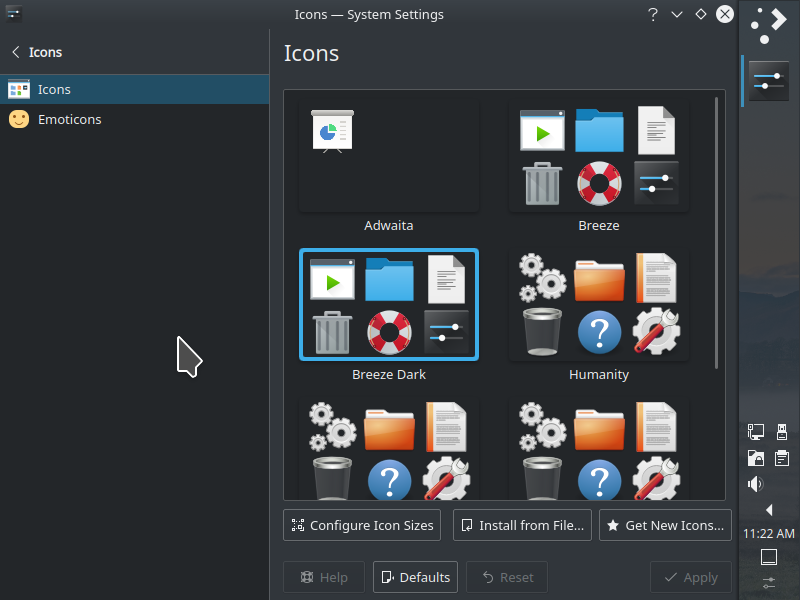 Icons — System Settings
Icons
Icons
Emoticons
Icons
Adwaita
Breeze
Breeze Dark
Humanity
Configure Icon Sizes
Install from File...
Get New Icons...
Help
Defaults
Reset
Apply
11:22 AM